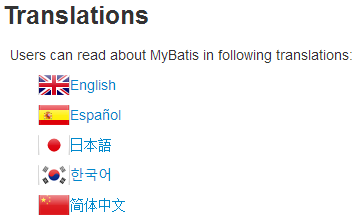 Translations
Users can read about MyBatis in following translations:
English
Español
日本語
한국어
简体中文